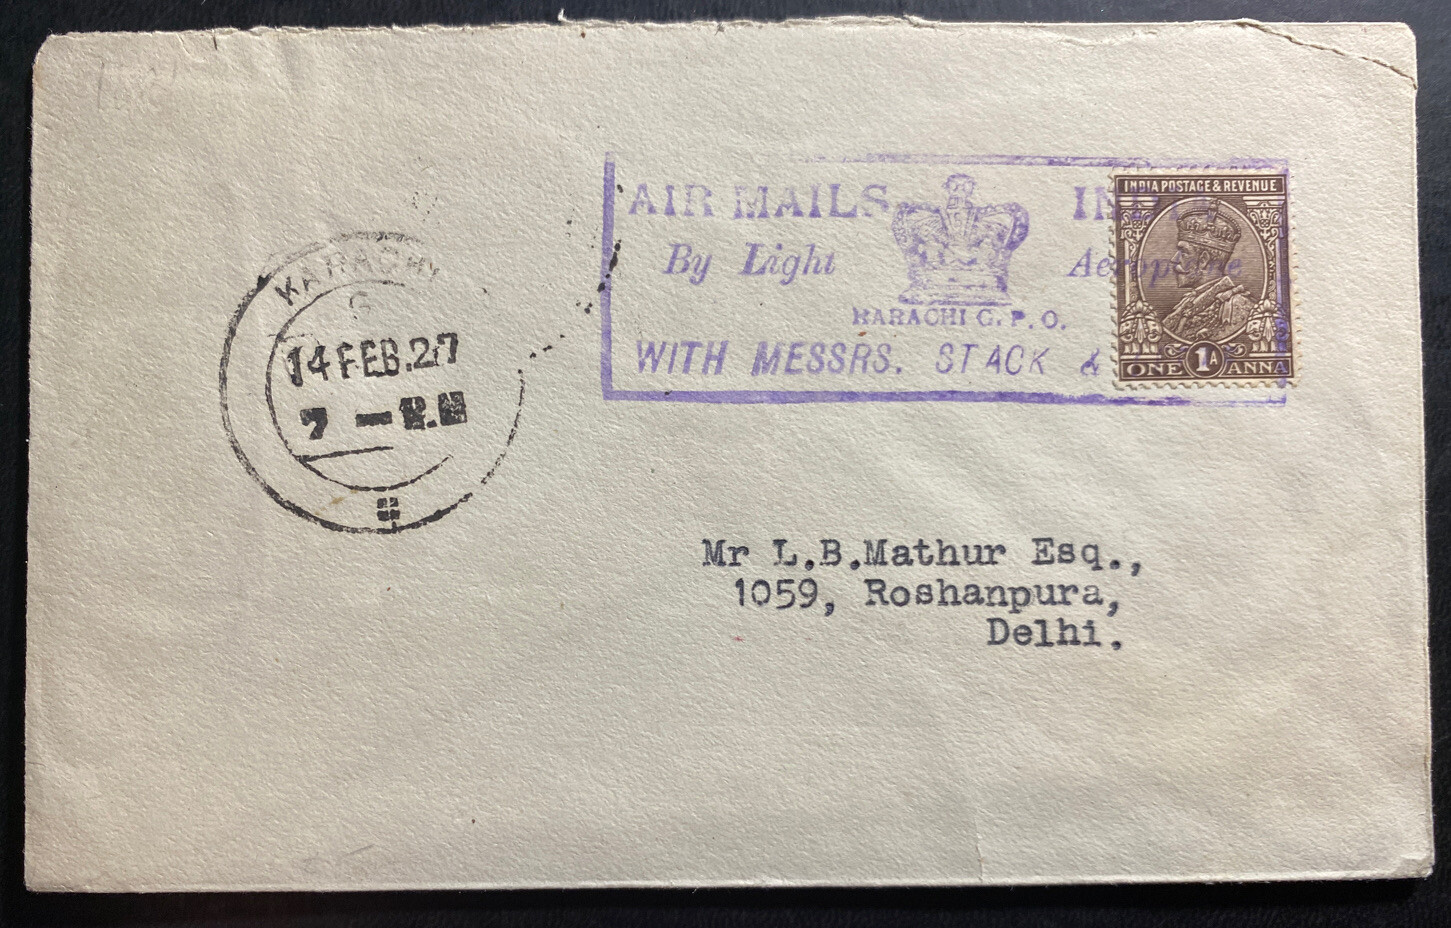 AIR MAILS
By Light Aeroplane
KARACHI G.P.O.
WITH MESSRS. STACK &
INDIA POSTAGE & REVENUE
1A
ONE ANNA
KARACHI
G
14 FEB.27
Mr L.B.Mathur Esq.,
1059, Roshanpura,
Delhi.